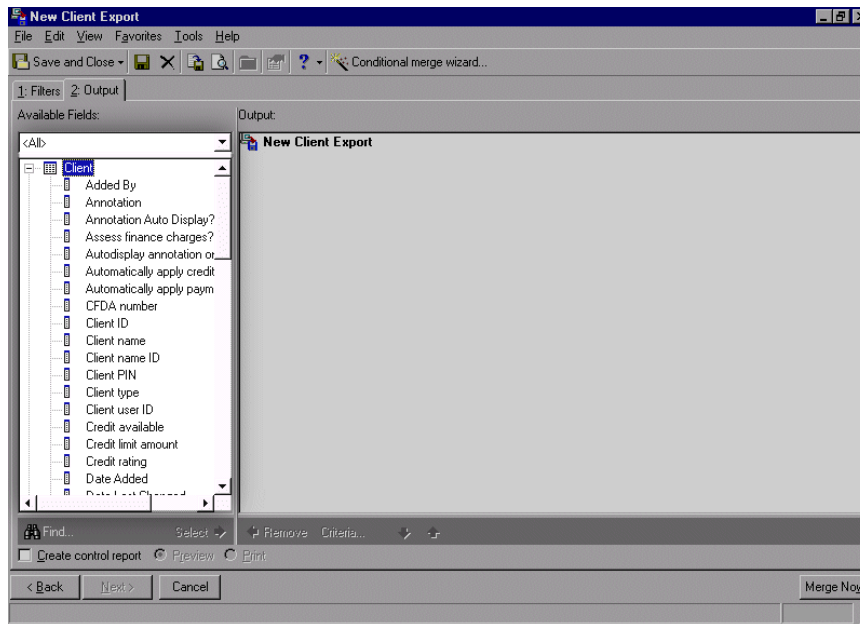 New Client Export
File Edit View Favorites Tools Help
Save and Close ? Conditional merge wizard...
1: Filters 2: Output
Available Fields: Output:
<All> New Client Export
Client
Added By
Annotation
Annotation Auto Display?
Assess finance charges?
Autodisplay annotation or
Automatically apply credit
Automatically apply paym
CFDA number
Client ID
Client name
Client name ID
Client PIN
Client type
Client user ID
Credit available
Credit limit amount
Credit rating
Date Added
Date Last Changed
Find... Select Remove Criteria...
Create control report Preview Print
< Back Next > Cancel Merge Now